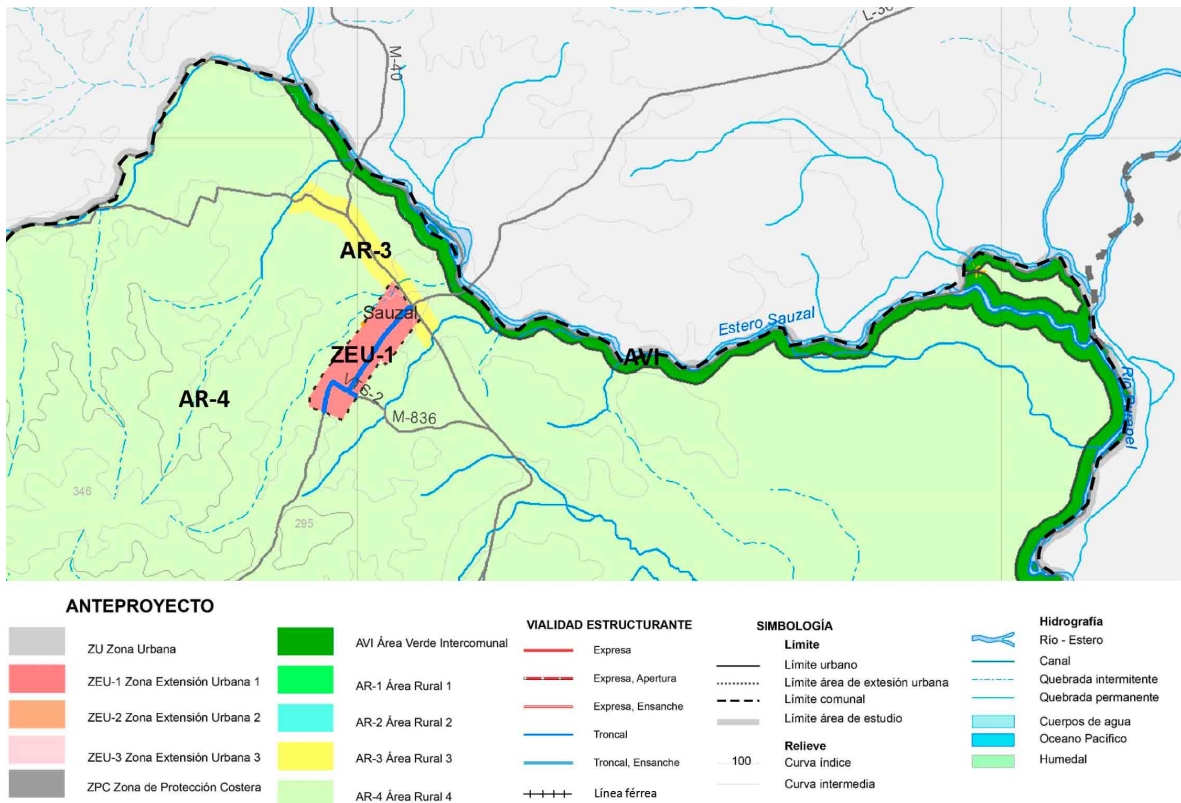 M-40
L-30
AR-3
Sauzal
ZEU-1
Estero Sauzal
AVI
AR-4
M-836
346
295
ANTEPROYECTO
ZU Zona Urbana
ZEU-1 Zona Extensión Urbana 1
ZEU-2 Zona Extensión Urbana 2
ZEU-3 Zona Extensión Urbana 3
ZPC Zona de Protección Costera
AVI Área Verde Intercomunal
AR-1 Área Rural 1
AR-2 Área Rural 2
AR-3 Área Rural 3
AR-4 Área Rural 4
VIALIDAD ESTRUCTURANTE
Expresa
Expresa, Apertura
Expresa, Ensanche
Troncal
Troncal, Ensanche
Línea férrea
SIMBOLOGÍA
Límite
Límite urbano
Límite área de extesión urbana
Límite comunal
Límite área de estudio
Relieve
100
Curva índice
Curva intermedia
Hidrografía
Río - Estero
Canal
Quebrada intermitente
Quebrada permanente
Cuerpos de agua
Oceano Pacífico
Humedal